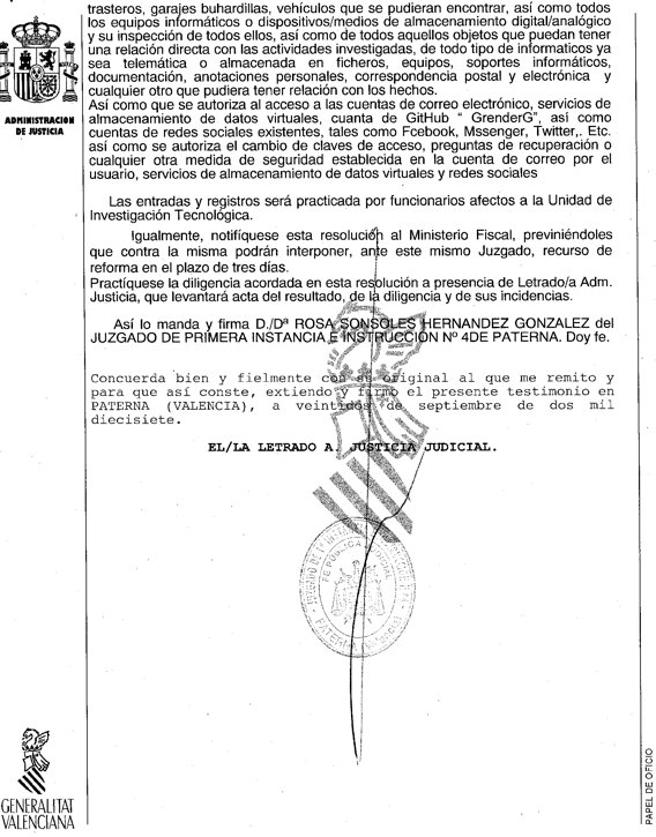 trasteros, garajes buhardillas, vehículos que se pudieran encontrar, así como todos
los equipos informáticos o dispositivos/medios de almacenamiento digital/analógico
y su inspección de todos ellos, así como de todos aquellos objetos que puedan tener
una relación directa con las actividades investigadas, de todo tipo de informaticos ya
sea telemática o almacenada en ficheros, equipos, soportes informáticos,
documentación, anotaciones personales, correspondencia postal y electrónica y
cualquier otro que pudiera tener relación con los hechos.
Así como que se autoriza al acceso a las cuentas de correo electrónico, servicios de
almacenamiento de datos virtuales, cuanta de GitHub " GrenderG", así como
cuentas de redes sociales existentes, tales como Fcebook, Mssenger, Twitter,. Etc.
así como se autoriza el cambio de claves de acceso, preguntas de recuperación o
cualquier otra medida de seguridad establecida en la cuenta de correo por el
usuario, servicios de almacenamiento de datos virtuales y redes sociales
ADMINISTRACION
DE JUSTICIA
Las entradas y registros será practicada por funcionarios afectos a la Unidad de
Investigación Tecnológica.
Igualmente, notifíquese esta resolución al Ministerio Fiscal, previniéndoles
que contra la misma podrán interponer, ante este mismo Juzgado, recurso de
reforma en el plazo de tres días.
Practíquese la diligencia acordada en esta resolución a presencia de Letrado/a Adm.
Justicia, que levantará acta del resultado, de la diligencia y de sus incidencias.
Así lo manda y firma D./Dª ROSA SONSOLES HERNANDEZ GONZALEZ del
JUZGADO DE PRIMERA INSTANCIA E INSTRUCCIÓN Nº 4DE PATERNA. Doy fe.
Concuerda bien y fielmente con su original al que me remito y
para que así conste, extiendo y firmo el presente testimonio en
PATERNA (VALENCIA), a veintidos de septiembre de dos mil
diecisiete.
EL/LA LETRADO A. JUSTICIA JUDICIAL.
FE PÚBLICA JUDICIAL
PATERNA (Valencia)
GENERALITAT
VALENCIANA
PAPEL DE OFICIO